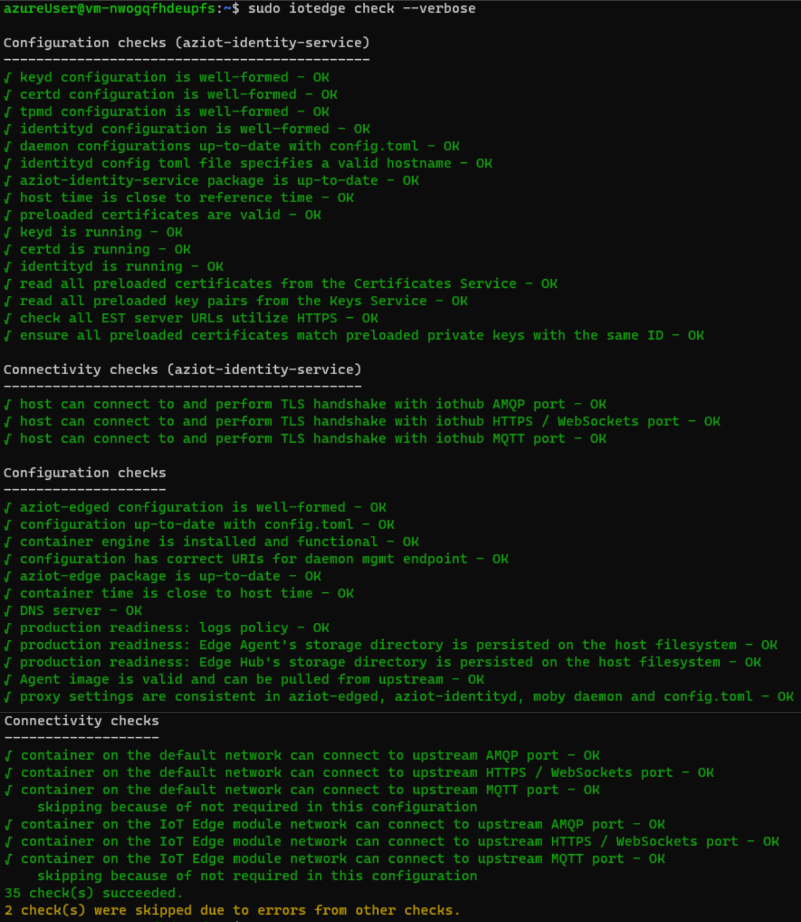 azureUser@vm-nwogqfhdeupfs:~$ sudo iotedge check --verbose
Configuration checks (aziot-identity-service)
---------------------------------------------
√ keyd configuration is well-formed - OK
√ certd configuration is well-formed - OK
√ tpmd configuration is well-formed - OK
√ identityd configuration is well-formed - OK
√ daemon configurations up-to-date with config.toml - OK
√ identityd config toml file specifies a valid hostname - OK
√ aziot-identity-service package is up-to-date - OK
√ host time is close to reference time - OK
√ preloaded certificates are valid - OK
√ keyd is running - OK
√ certd is running - OK
√ identityd is running - OK
√ read all preloaded certificates from the Certificates Service - OK
√ read all preloaded key pairs from the Keys Service - OK
√ check all EST server URLs utilize HTTPS - OK
√ ensure all preloaded certificates match preloaded private keys with the same ID - OK
Connectivity checks (aziot-identity-service)
--------------------------------------------
√ host can connect to and perform TLS handshake with iothub AMQP port - OK
√ host can connect to and perform TLS handshake with iothub HTTPS / WebSockets port - OK
√ host can connect to and perform TLS handshake with iothub MQTT port - OK
Configuration checks
--------------------
√ aziot-edged configuration is well-formed - OK
√ configuration up-to-date with config.toml - OK
√ container engine is installed and functional - OK
√ configuration has correct URIs for daemon mgmt endpoint - OK
√ aziot-edge package is up-to-date - OK
√ container time is close to host time - OK
√ DNS server - OK
√ production readiness: logs policy - OK
√ production readiness: Edge Agent's storage directory is persisted on the host filesystem - OK
√ production readiness: Edge Hub's storage directory is persisted on the host filesystem - OK
√ Agent image is valid and can be pulled from upstream - OK
√ proxy settings are consistent in aziot-edged, aziot-identityd, moby daemon and config.toml - OK
Connectivity checks
-------------------
√ container on the default network can connect to upstream AMQP port - OK
√ container on the default network can connect to upstream HTTPS / WebSockets port - OK
√ container on the default network can connect to upstream MQTT port - OK
skipping because of not required in this configuration
√ container on the IoT Edge module network can connect to upstream AMQP port - OK
√ container on the IoT Edge module network can connect to upstream HTTPS / WebSockets port - OK
√ container on the IoT Edge module network can connect to upstream MQTT port - OK
skipping because of not required in this configuration
35 check(s) succeeded.
2 check(s) were skipped due to errors from other checks.